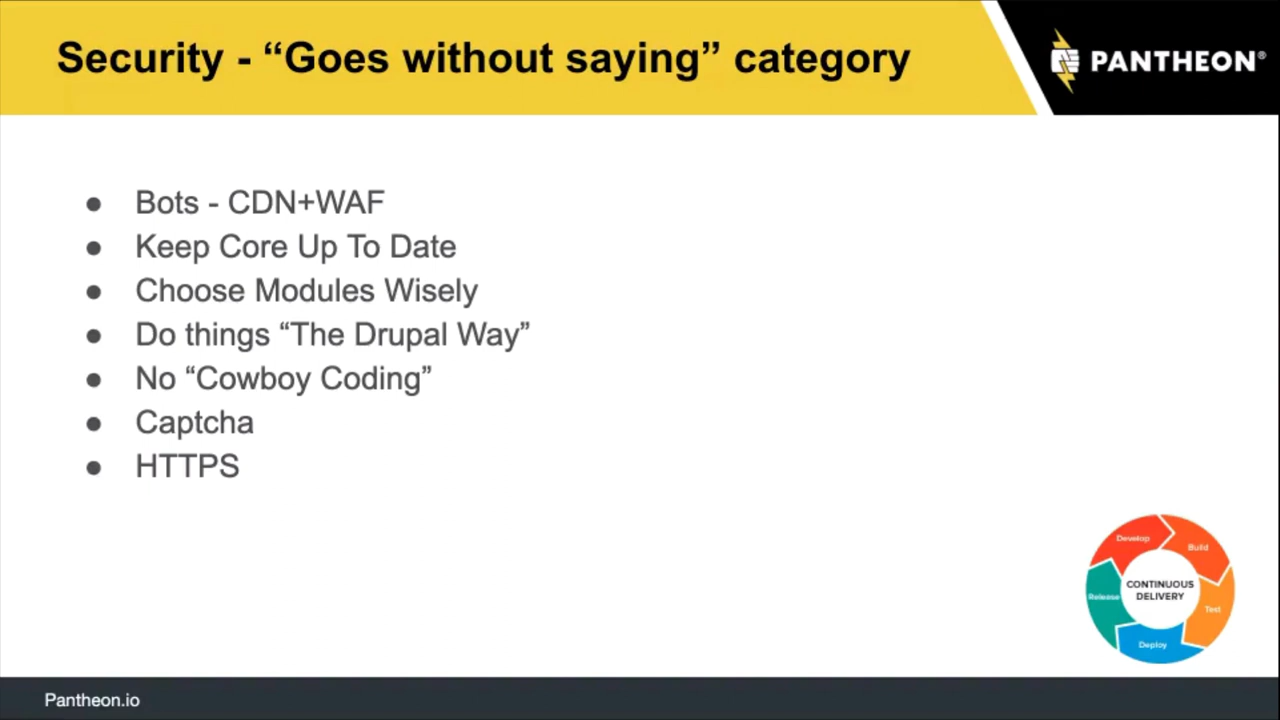 Security - “Goes without saying” category
PANTHEON®
● Bots - CDN+WAF
● Keep Core Up To Date
● Choose Modules Wisely
● Do things “The Drupal Way”
● No “Cowboy Coding”
● Captcha
● HTTPS
Develop
Build
CONTINUOUS
DELIVERY
Release
Test
Deploy
Pantheon.io